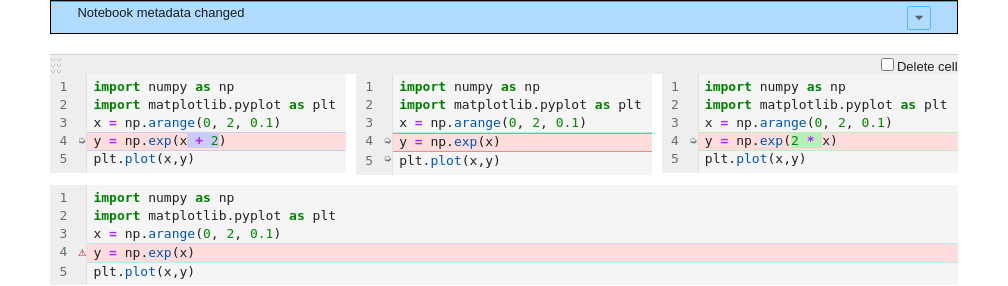 Notebook metadata changed
Delete cell
1 import numpy as np
2 import matplotlib.pyplot as plt
3 x = np.arange(0, 2, 0.1)
4 y = np.exp(x + 2)
5 plt.plot(x,y)
1 import numpy as np
2 import matplotlib.pyplot as plt
3 x = np.arange(0, 2, 0.1)
4 y = np.exp(x)
5 plt.plot(x,y)
1 import numpy as np
2 import matplotlib.pyplot as plt
3 x = np.arange(0, 2, 0.1)
4 y = np.exp(2 * x)
5 plt.plot(x,y)
1 import numpy as np
2 import matplotlib.pyplot as plt
3 x = np.arange(0, 2, 0.1)
4 y = np.exp(x)
5 plt.plot(x,y)